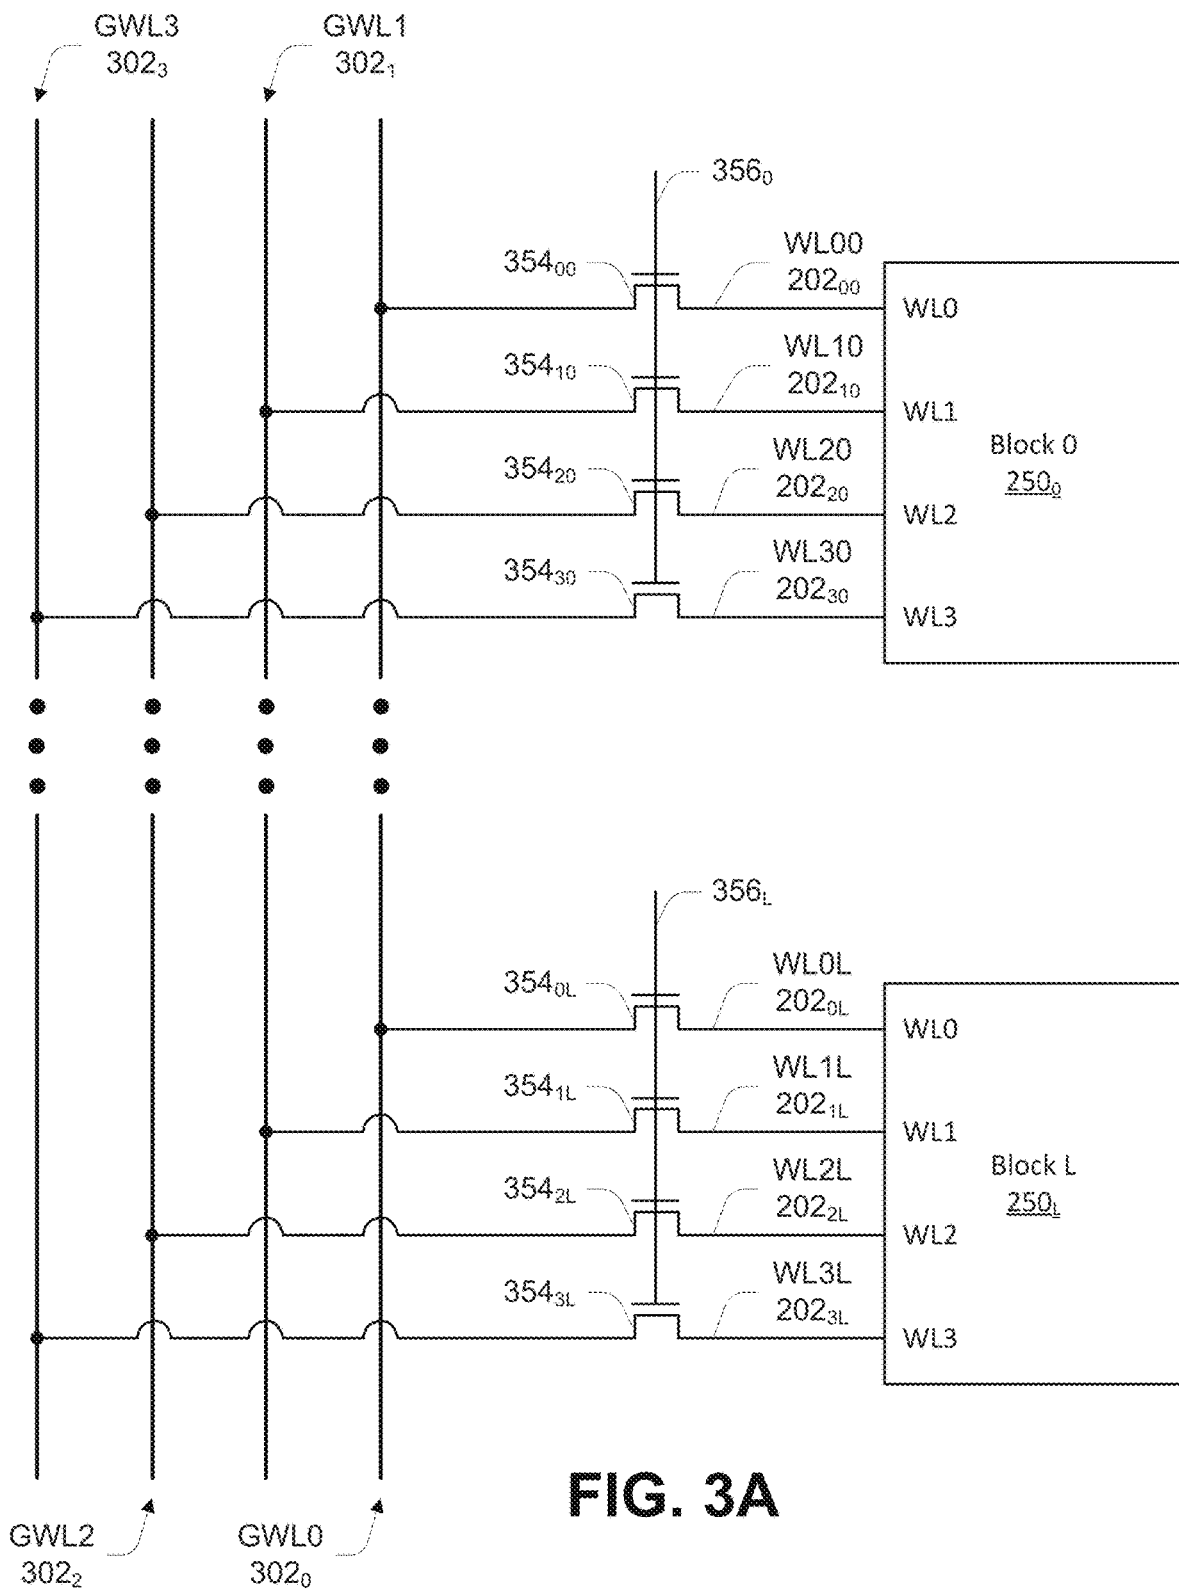 GWL3
302₃
GWL1
302₁
356₀
354₀₀
WL00
202₀₀
WL0
354₁₀
WL10
202₁₀
WL1
Block 0
250₀
354₂₀
WL20
202₂₀
WL2
354₃₀
WL30
202₃₀
WL3
356L
354₀L
WL0L
202₀L
WL0
354₁L
WL1L
202₁L
WL1
Block L
250L
354₂L
WL2L
202₂L
WL2
354₃L
WL3L
202₃L
WL3
FIG. 3A
GWL2
302₂
GWL0
302₀